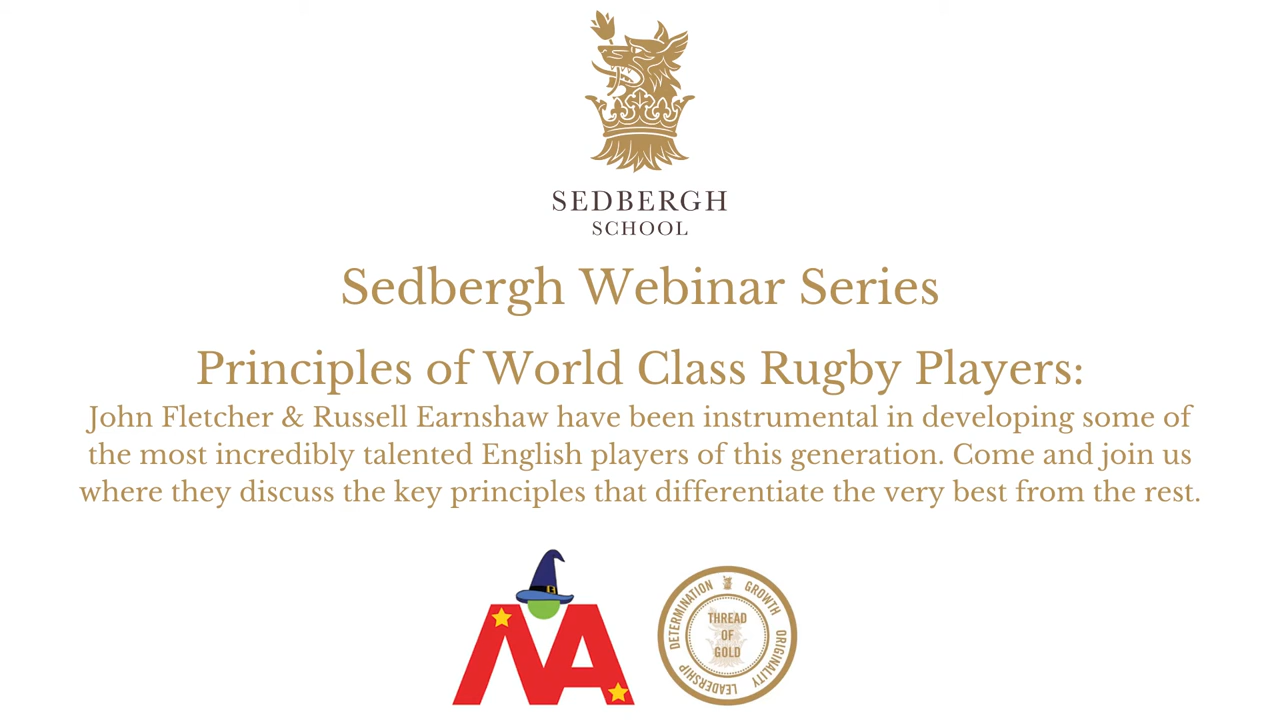 SEDBERGH
SCHOOL
Sedbergh Webinar Series
Principles of World Class Rugby Players:
John Fletcher & Russell Earnshaw have been instrumental in developing some of
the most incredibly talented English players of this generation. Come and join us
where they discuss the key principles that differentiate the very best from the rest.
MA
DETERMINATION
GROWTH
ORIGINALITY
LEADERSHIP
THREAD
OF
GOLD